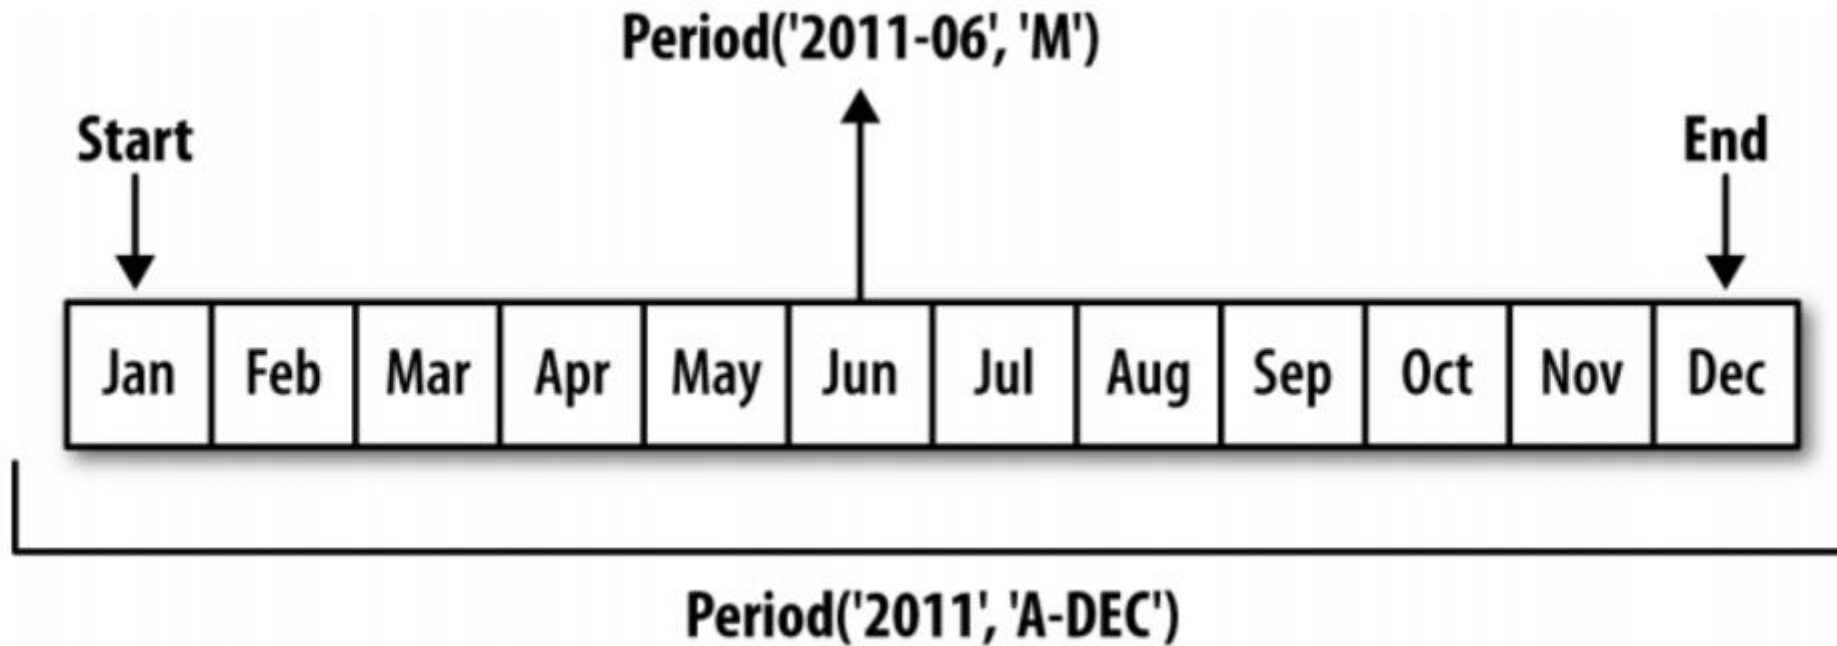 Period('2011-06', 'M')
Start
End
Jan Feb Mar Apr May Jun Jul Aug Sep Oct Nov Dec
Period('2011', 'A-DEC')